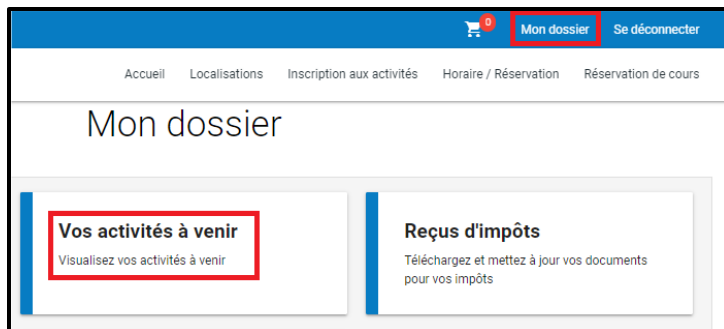 0 Mon dossier Se déconnecter
Accueil Localisations Inscription aux activités Horaire / Réservation Réservation de cours
Mon dossier
Vos activités à venir
Visualisez vos activités à venir
Reçus d'impôts
Téléchargez et mettez à jour vos documents
pour vos impôts